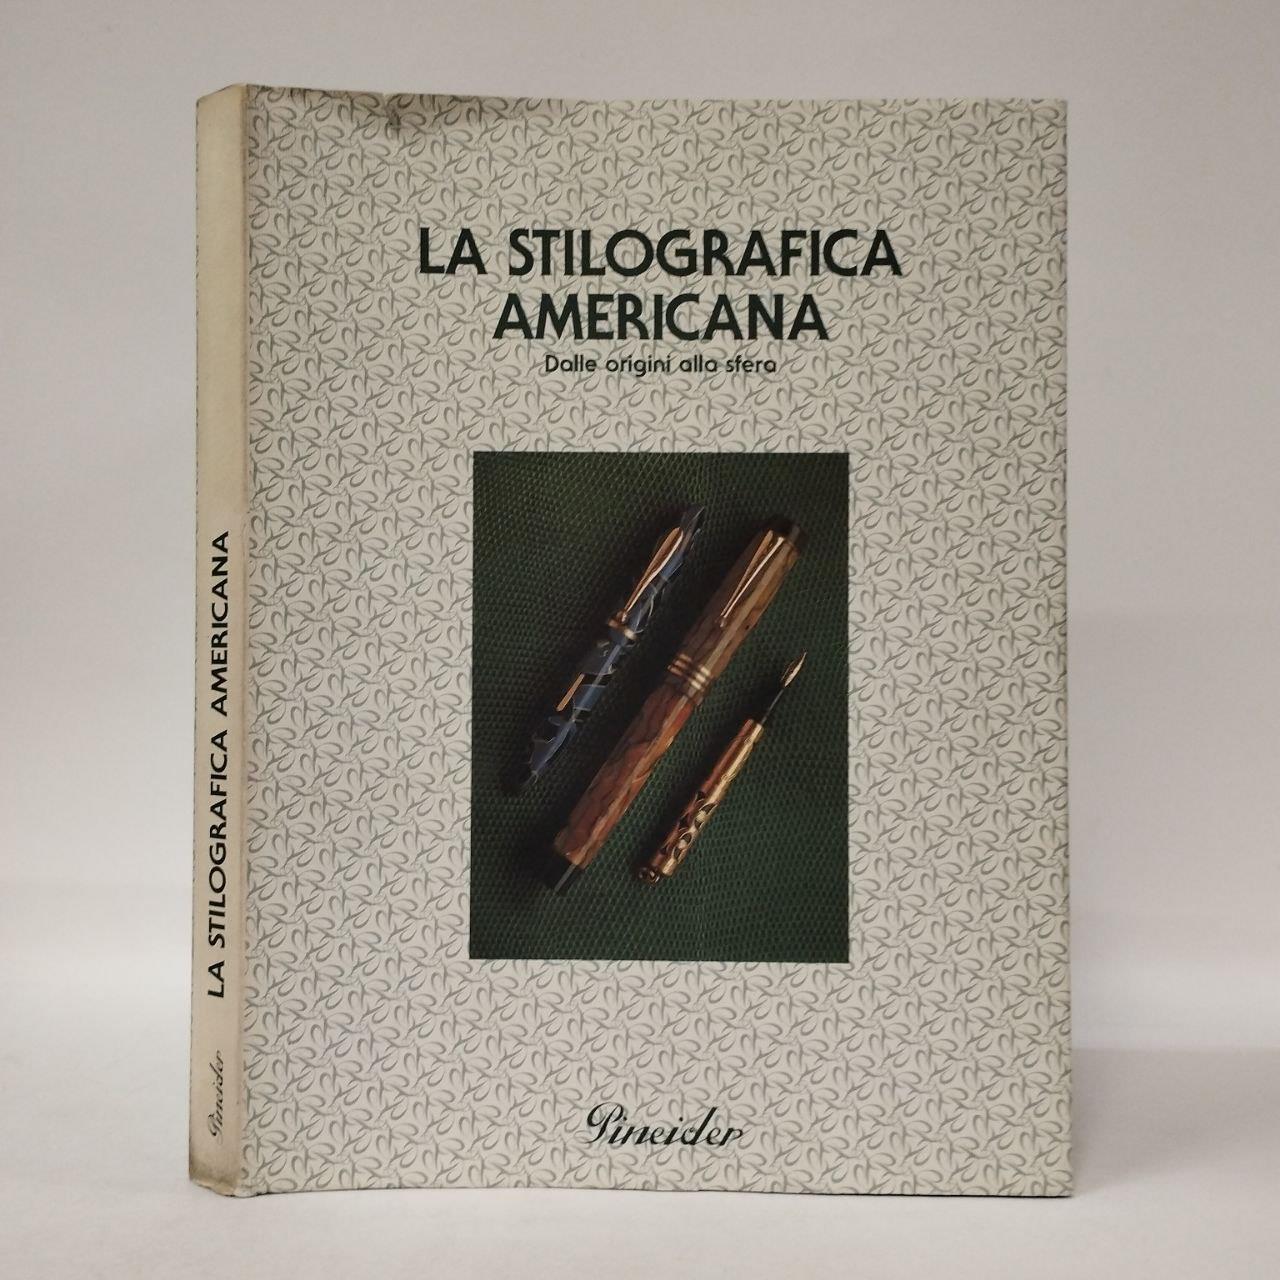 LA STILOGRAFICA
AMERICANA
Dalle origini alla sfera
Pineider
LA STILOGRAFICA AMERICANA
Pineider